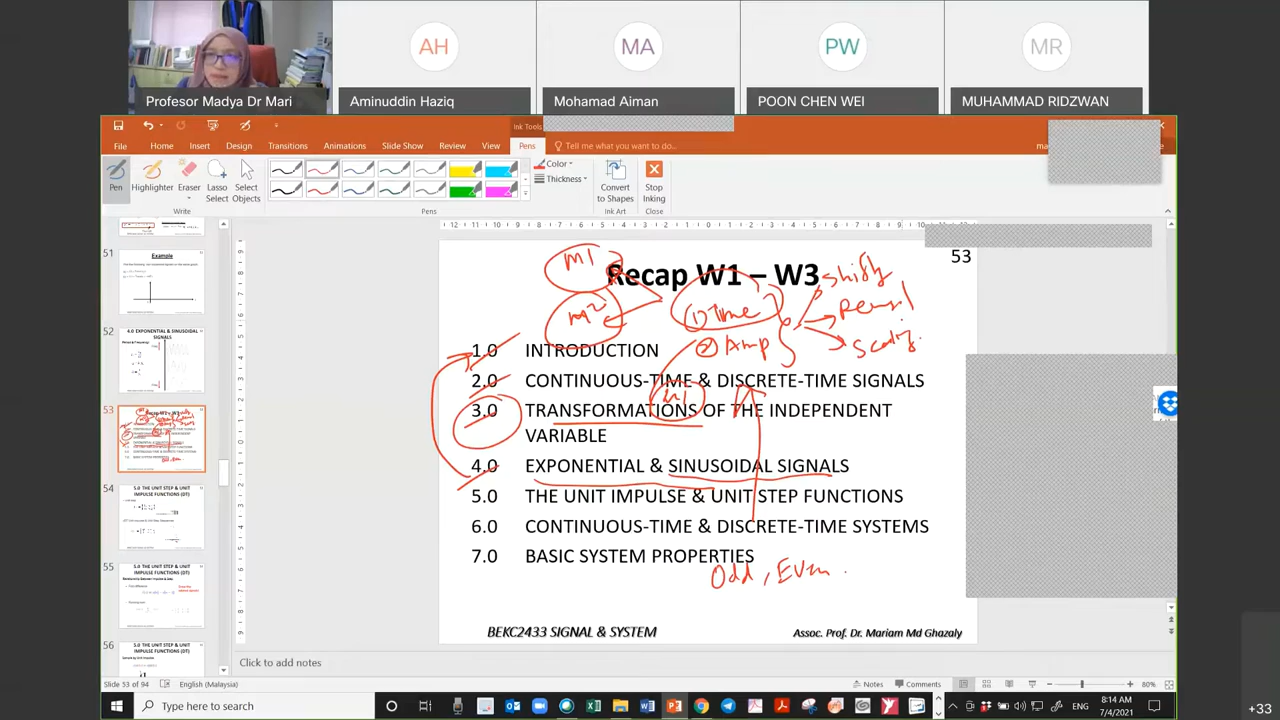 AH
MA
PW
MR
Profesor Madya Dr Mari
Aminuddin Haziq
Mohamad Aiman
POON CHEN WEI
MUHAMMAD RIDZWAN
Ink Tools
File Home Insert Design Transitions Animations Slide Show Review View Pens Tell me what you want to do...
Pen
Highlighter
Eraser
Lasso Select
Select Objects
Color
Thickness
Convert to Shapes
Stop Inking
Write
Pens
Ink Art
Close
51
Example
52
4.0 EXPONENTIAL & SINUSOIDAL SIGNALS
53
54
5.0 THE UNIT STEP & UNIT IMPULSE FUNCTIONS (DT)
55
5.0 THE UNIT STEP & UNIT IMPULSE FUNCTIONS (DT)
56
5.0 THE UNIT STEP & UNIT IMPULSE FUNCTIONS (DT)
53
Recap W1 – W3
M1
M2
① Time
② Amp
Shift
Scaling
1.0 INTRODUCTION
2.0 CONTINUOUS-TIME & DISCRETE-TIME SIGNALS
3.0 TRANSFORMATIONS OF THE INDEPENDENT
VARIABLE
4.0 EXPONENTIAL & SINUSOIDAL SIGNALS
5.0 THE UNIT IMPULSE & UNIT STEP FUNCTIONS
6.0 CONTINUOUS-TIME & DISCRETE-TIME SYSTEMS
7.0 BASIC SYSTEM PROPERTIES
Odd, Even..
BEKC2433 SIGNAL & SYSTEM
Assoc. Prof. Dr. Mariam Md Ghazaly
Click to add notes
Slide 53 of 94 English (Malaysia)
Notes Comments 80%
Type here to search
8:14 AM
7/4/2021
+33